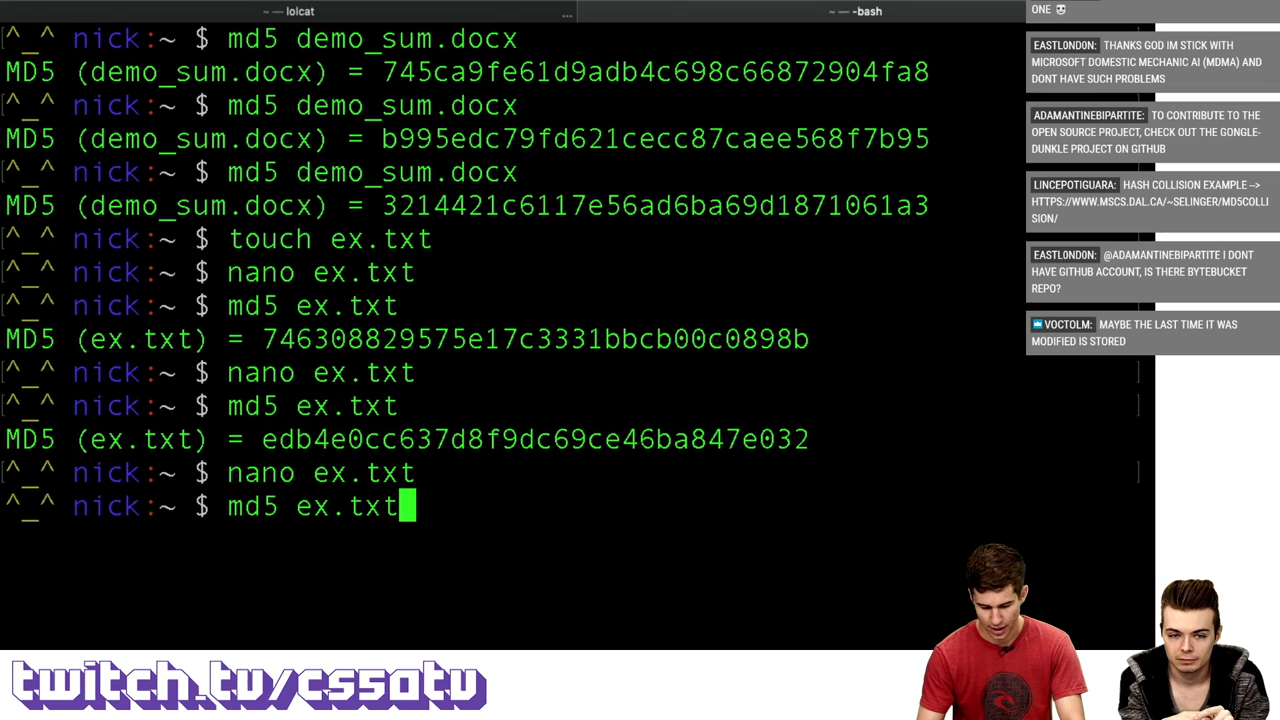 ~ — lolcat
...
~ — -bash
^_^ nick:~ $ md5 demo_sum.docx
MD5 (demo_sum.docx) = 745ca9fe61d9adb4c698c66872904fa8
^_^ nick:~ $ md5 demo_sum.docx
MD5 (demo_sum.docx) = b995edc79fd621cecc87caee568f7b95
^_^ nick:~ $ md5 demo_sum.docx
MD5 (demo_sum.docx) = 3214421c6117e56ad6ba69d1871061a3
^_^ nick:~ $ touch ex.txt
^_^ nick:~ $ nano ex.txt
^_^ nick:~ $ md5 ex.txt
MD5 (ex.txt) = 746308829575e17c3331bbcb00c0898b
^_^ nick:~ $ nano ex.txt
^_^ nick:~ $ md5 ex.txt
MD5 (ex.txt) = edb4e0cc637d8f9dc69ce46ba847e032
^_^ nick:~ $ nano ex.txt
^_^ nick:~ $ md5 ex.txt
ONE
EASTL0ND0N: THANKS GOD IM STICK WITH
MICROSOFT DOMESTIC MECHANIC AI (MDMA) AND
DONT HAVE SUCH PROBLEMS
ADAMANTINEBIPARTITE: TO CONTRIBUTE TO THE
OPEN SOURCE PROJECT, CHECK OUT THE GONGLE-
DUNKLE PROJECT ON GITHUB
LINCEPOTIGUARA: HASH COLLISION EXAMPLE -->
HTTPS://WWW.MSCS.DAL.CA/~SELINGER/MD5COLLI
SION/
EASTL0ND0N: @ADAMANTINEBIPARTITE I DONT
HAVE GITHUB ACCOUNT, IS THERE BYTEBUCKET
REPO?
VOCTOLM: MAYBE THE LAST TIME IT WAS
MODIFIED IS STORED
twitch.tv/cssatv